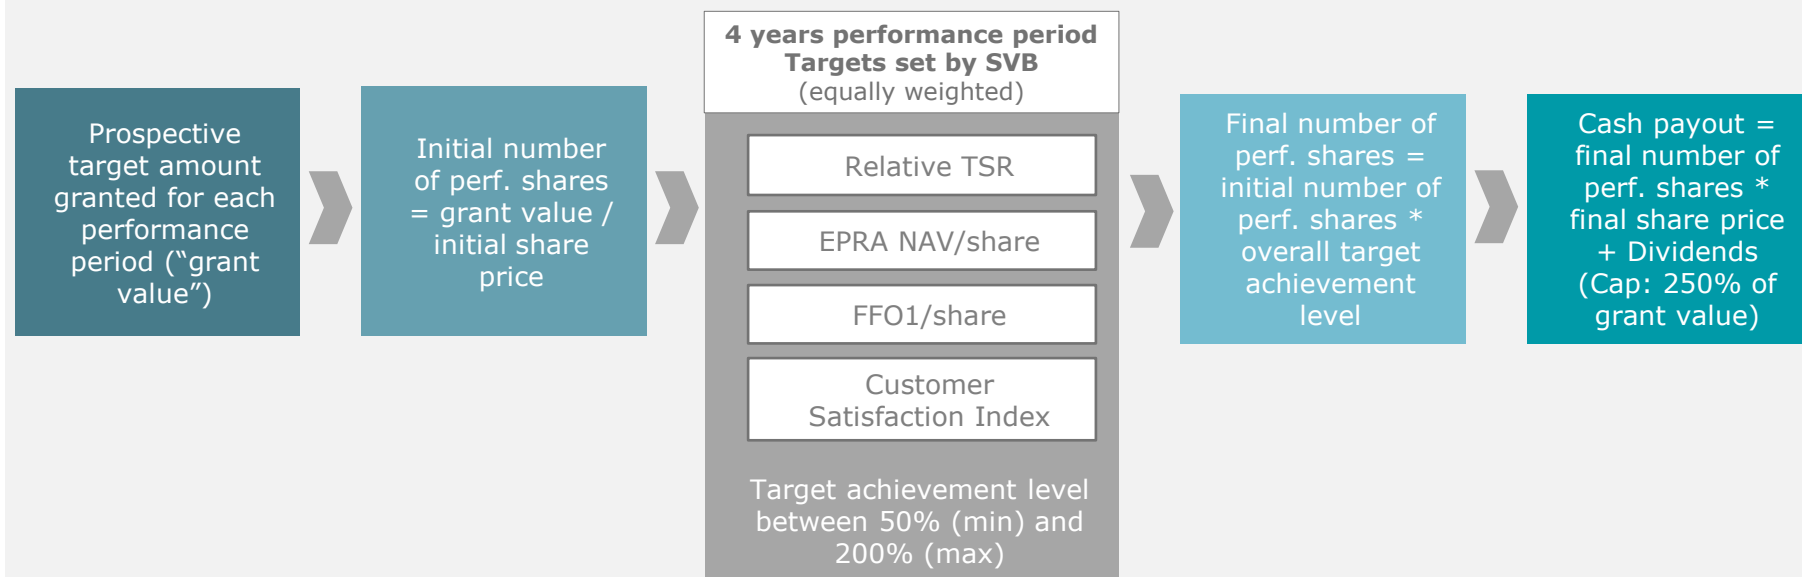 Prospective
target amount
granted for each
performance
period (“grant
value”)
Initial number
of perf. shares
= grant value /
initial share
price
4 years performance period
Targets set by SVB
(equally weighted)
Relative TSR
EPRA NAV/share
FFO1/share
Customer
Satisfaction Index
Target achievement level
between 50% (min) and
200% (max)
Final number of
perf. shares =
initial number of
perf. shares *
overall target
achievement
level
Cash payout =
final number of
perf. shares *
final share price
+ Dividends
(Cap: 250% of
grant value)